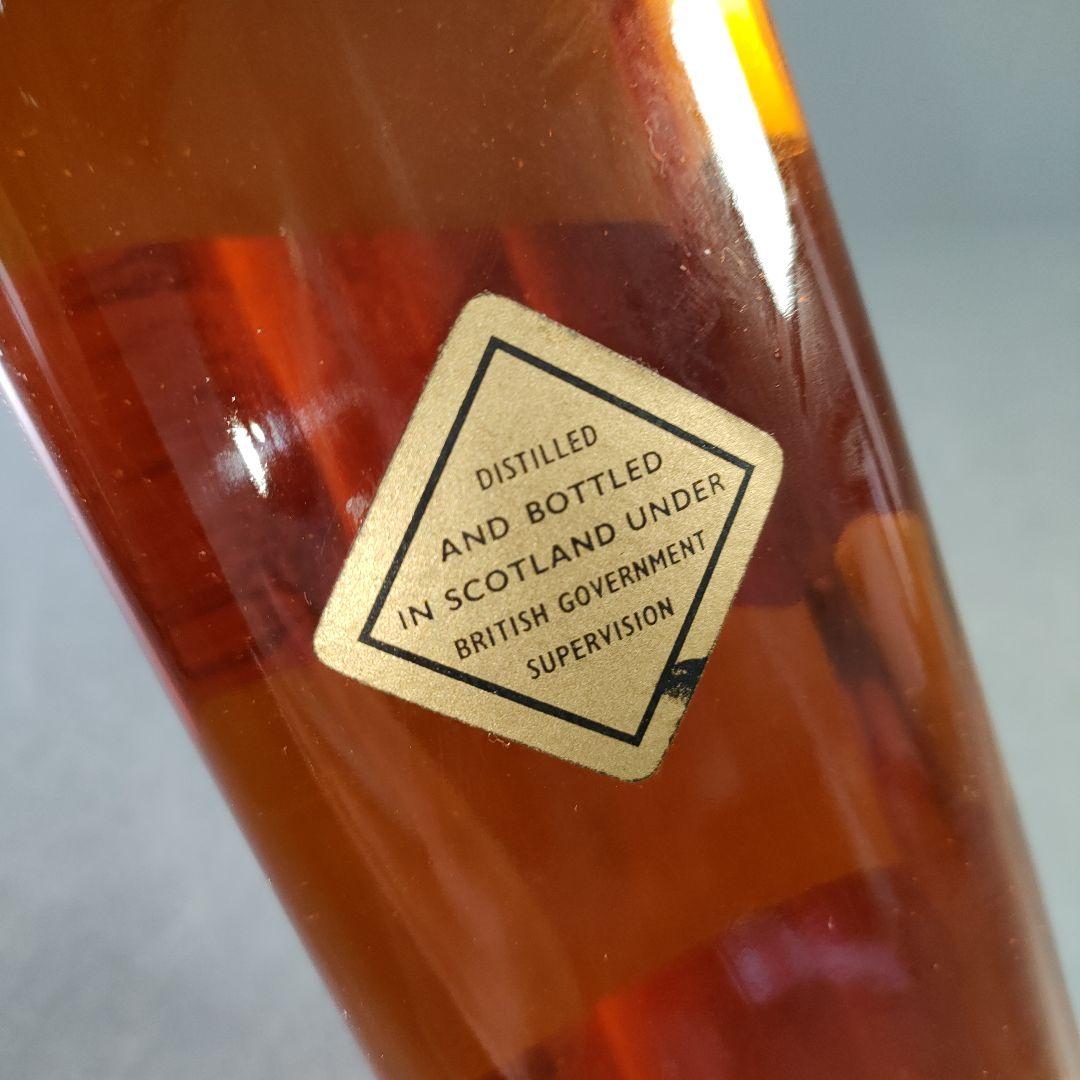 DISTILLED
AND BOTTLED
IN SCOTLAND UNDER
BRITISH GOVERNMENT
SUPERVISION